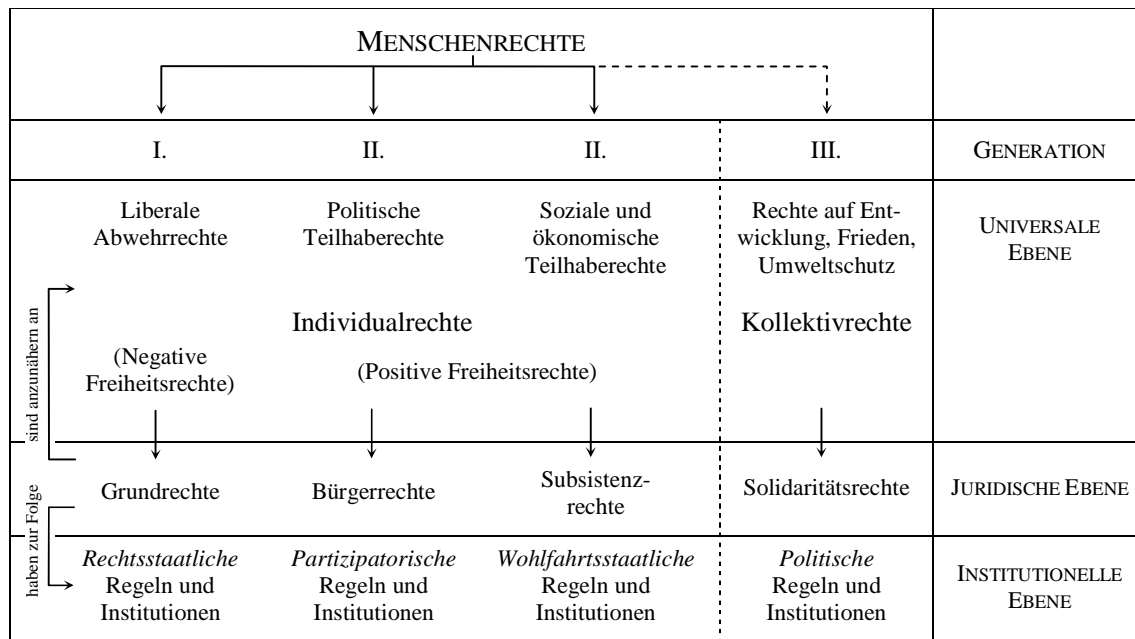 MENSCHENRECHTE
I. II. II. III. GENERATION
Liberale
Abwehrrechte
Politische
Teilhaberechte
Soziale und
ökonomische
Teilhaberechte
Rechte auf Ent-
wicklung, Frieden,
Umweltschutz
UNIVERSALE
EBENE
Individualrechte
Kollektivrechte
(Negative
Freiheitsrechte)
(Positive Freiheitsrechte)
sind anzunähern an
Grundrechte
Bürgerrechte
Subsistenz-
rechte
Solidaritätsrechte
JURIDISCHE EBENE
haben zur Folge
Rechtsstaatliche
Regeln und
Institutionen
Partizipatorische
Regeln und
Institutionen
Wohlfahrtsstaatliche
Regeln und
Institutionen
Politische
Regeln und
Institutionen
INSTITUTIONELLE
EBENE